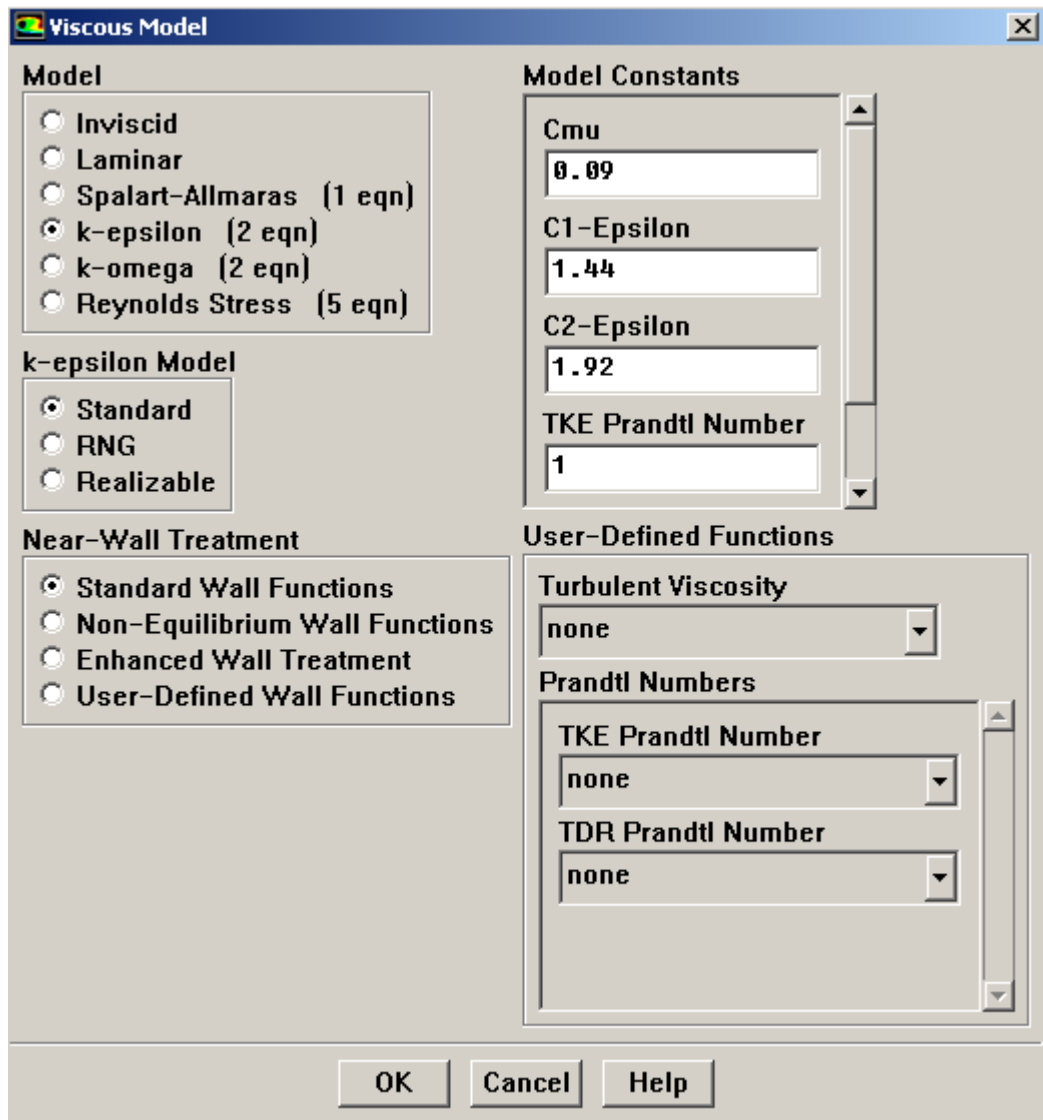 Viscous Model
Model
Inviscid
Laminar
Spalart-Allmaras (1 eqn)
k-epsilon (2 eqn)
k-omega (2 eqn)
Reynolds Stress (5 eqn)
k-epsilon Model
Standard
RNG
Realizable
Near-Wall Treatment
Standard Wall Functions
Non-Equilibrium Wall Functions
Enhanced Wall Treatment
User-Defined Wall Functions
Model Constants
Cmu
0.09
C1-Epsilon
1.44
C2-Epsilon
1.92
TKE Prandtl Number
1
User-Defined Functions
Turbulent Viscosity
none
Prandtl Numbers
TKE Prandtl Number
none
TDR Prandtl Number
none
OK Cancel Help